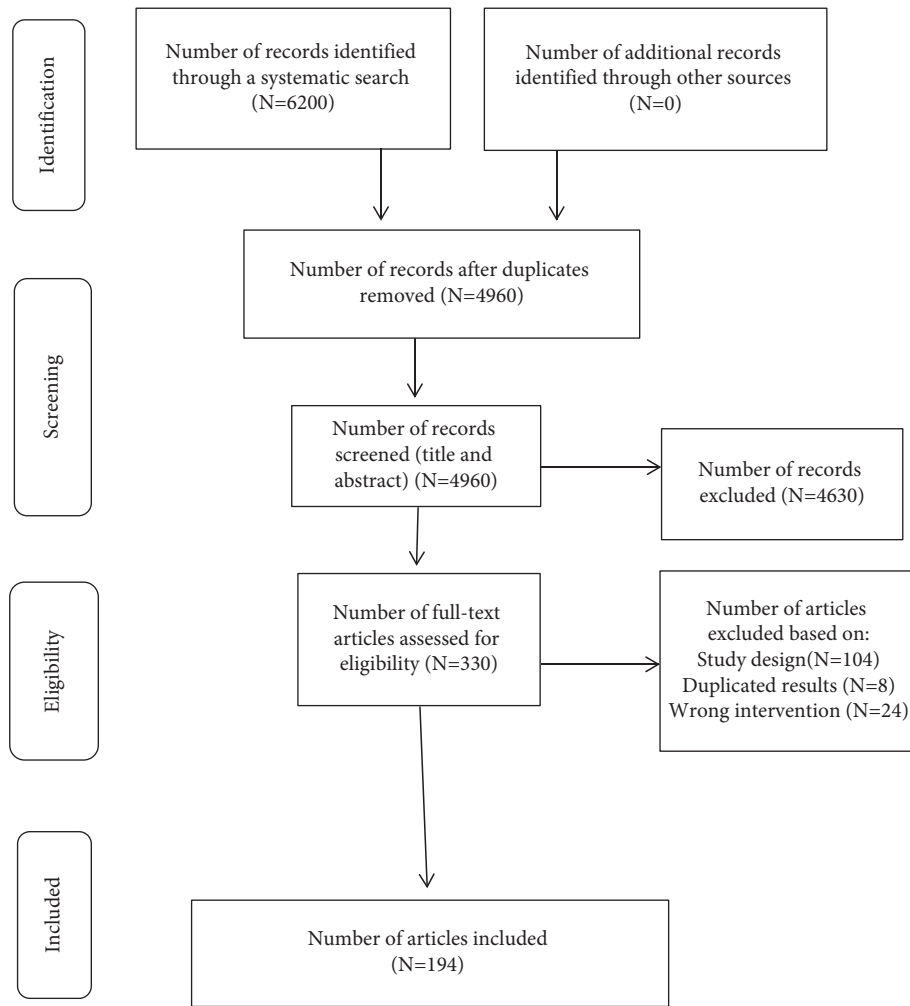 Identification
Number of records identified
through a systematic search
(N=6200)
Number of additional records
identified through other sources
(N=0)
Screening
Number of records after duplicates
removed (N=4960)
Number of records
screened (title and
abstract) (N=4960)
Number of records
excluded (N=4630)
Eligibility
Number of full-text
articles assessed for
eligibility (N=330)
Number of articles
excluded based on:
Study design(N=104)
Duplicated results (N=8)
Wrong intervention (N=24)
Included
Number of articles included
(N=194)